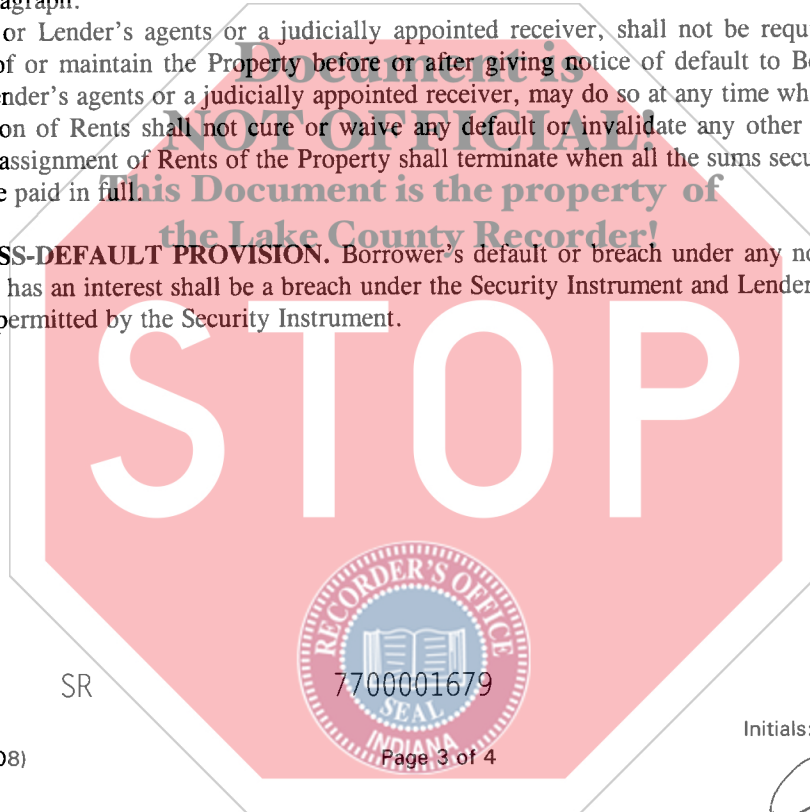 agraph.
or Lender's agents or a judicially appointed receiver, shall not be requ
of or maintain the Property before or after giving notice of default to B
Document is
nder's agents or a judicially appointed receiver, may do so at any time wh
on of Rents shall not cure or waive any default or invalidate any other
NOT OFFICIAL!
assignment of Rents of the Property shall terminate when all the sums secu
e paid in full.
This Document is the property of
the Lake County Recorder!
SS-DEFAULT PROVISION. Borrower's default or breach under any no
has an interest shall be a breach under the Security Instrument and Lender
permitted by the Security Instrument.
STOP
RECORDER'S OFFICE
SEAL
INDIANA
SR
7700001679
Initials:
08)
Page 3 of 4